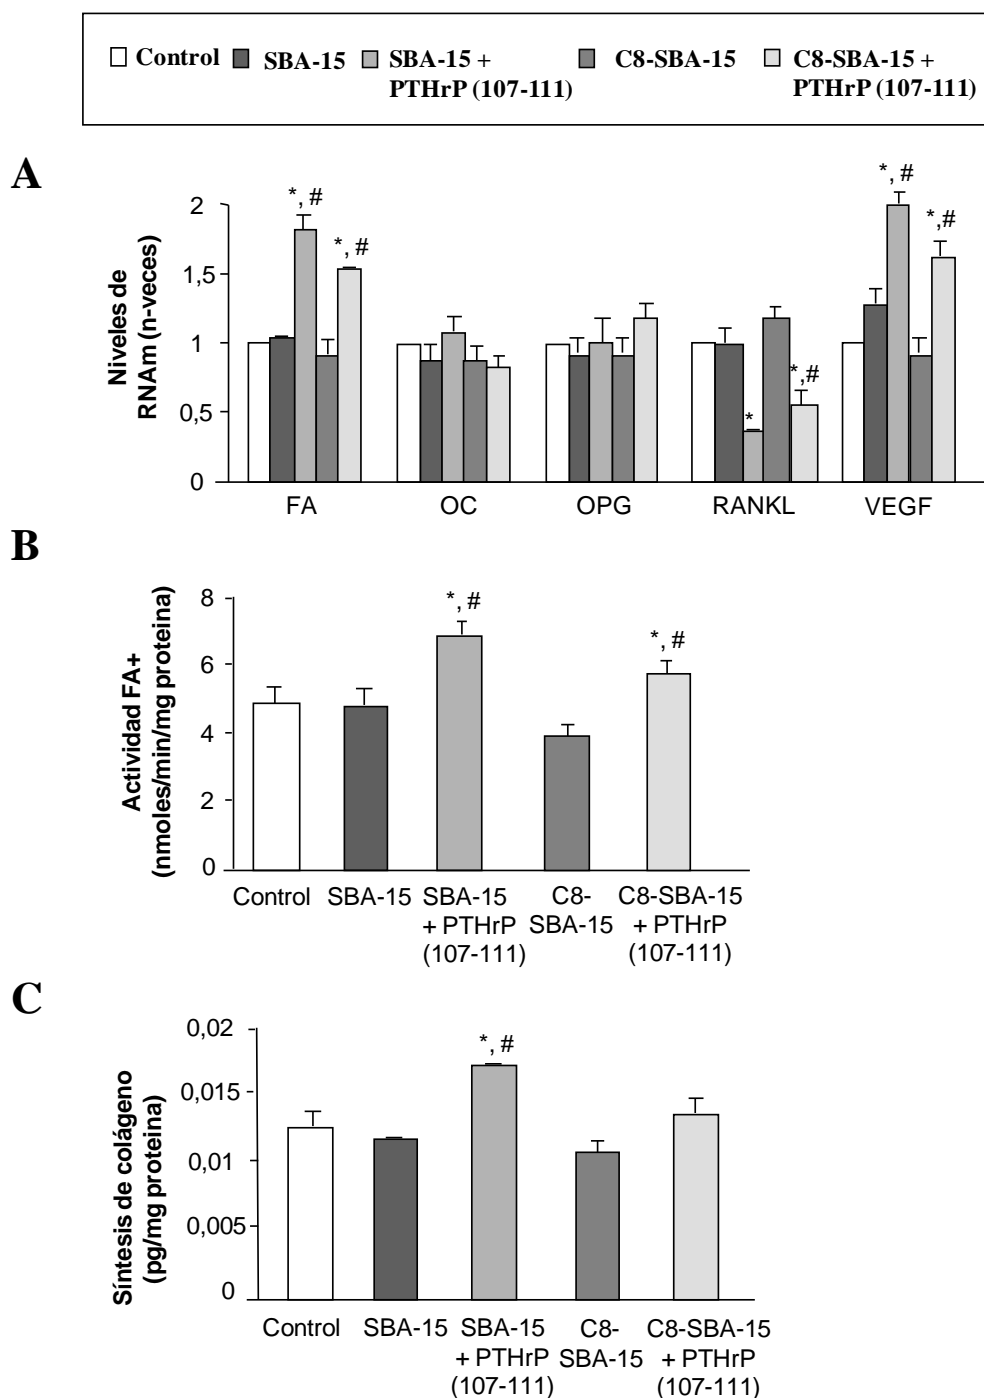 Control SBA-15 SBA-15 + C8-SBA-15 C8-SBA-15 +
PTHrP (107-111) PTHrP (107-111)
A
Niveles de
RNAm (n-veces)
2
1,5
1
0,5
0
*, #
*, #
*
*,#
*, #
*,#
FA OC OPG RANKL VEGF
B
Actividad FA+
(nmoles/min/mg proteina)
8
6
4
2
0
*, #
*, #
Control SBA-15 SBA-15 C8- C8-SBA-15
+ PTHrP SBA-15 + PTHrP
(107-111) (107-111)
C
Síntesis de colágeno
(pg/mg proteina)
0,02
0,015
0,01
0,005
0
*, #
Control SBA-15 SBA-15 C8- C8-SBA-15
+ PTHrP SBA-15 + PTHrP
(107-111) (107-111)